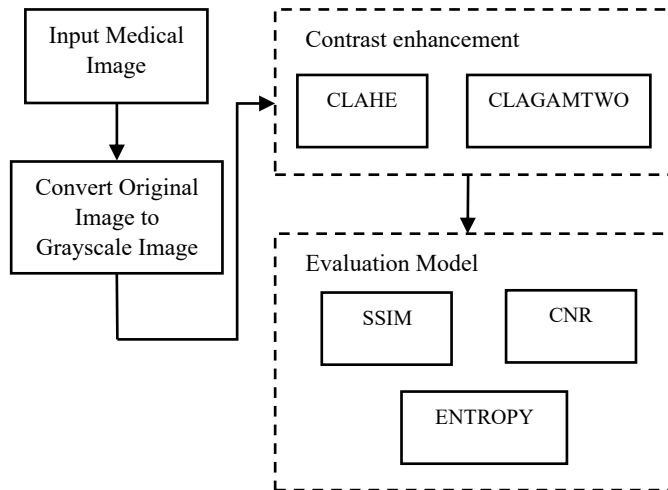 Input Medical
Image
Convert Original
Image to
Grayscale Image
Contrast enhancement
CLAHE
CLAGAMTWO
Evaluation Model
SSIM
CNR
ENTROPY